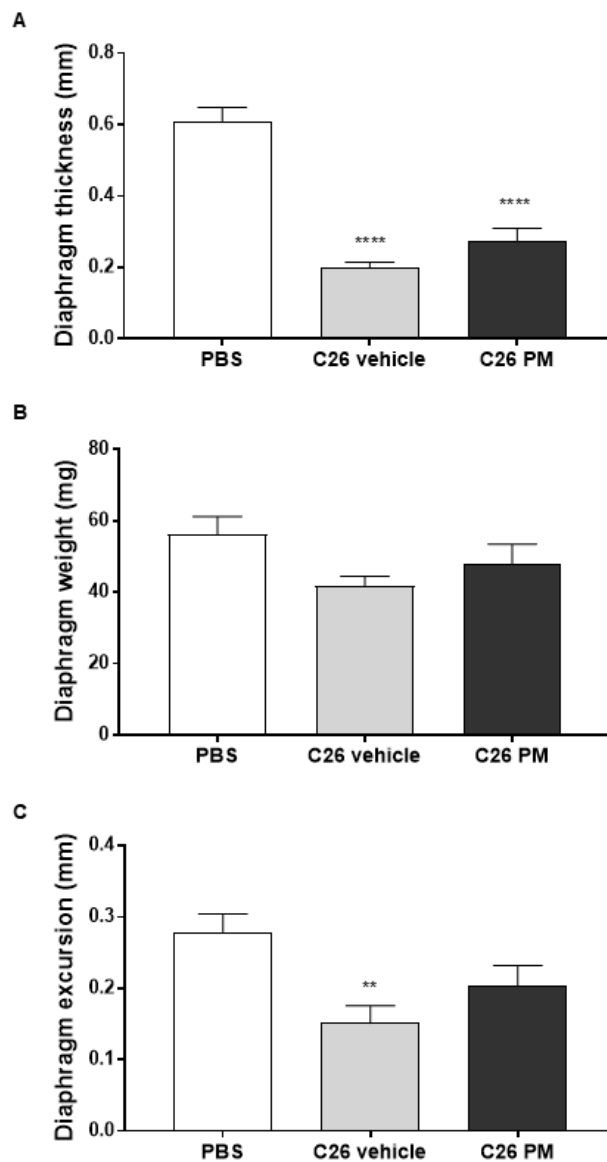 A
Diaphragm thickness (mm)
0.8
0.6
0.4
0.2
0.0
****
****
PBS C26 vehicle C26 PM
B
Diaphragm weight (mg)
80
60
40
20
0
PBS C26 vehicle C26 PM
C
Diaphragm excursion (mm)
0.4
0.3
0.2
0.1
0.0
**
PBS C26 vehicle C26 PM